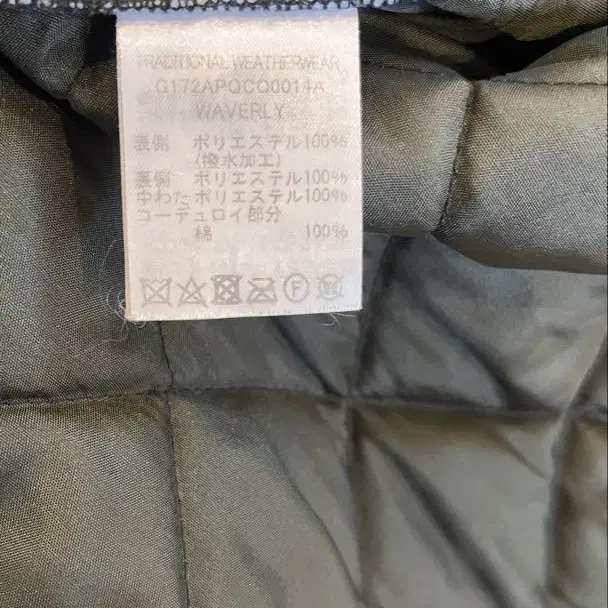 TRADITIONAL WEATHERWEAR
G172APQCQ0014A
WAVERLY
表側 ポリエステル100%
(撥水加工)
裏側 ポリエステル100%
中わた ポリエステル100%
コーデュロイ部分
綿 100%
F